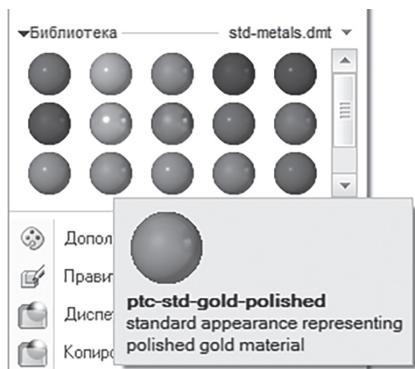 Библиотека std-metals.dmt
Допол
Прави
Диспе
Копиро
ptc-std-gold-polished
standard appearance representing
polished gold material